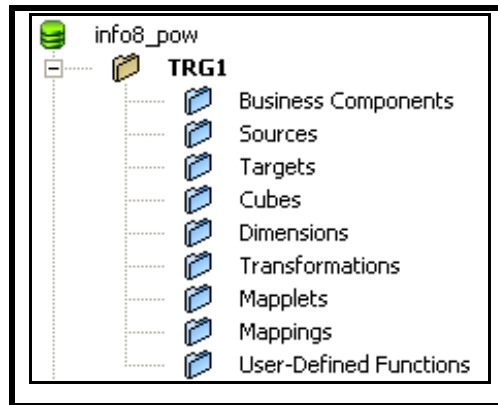 info8_pow
TRG1
Business Components
Sources
Targets
Cubes
Dimensions
Transformations
Mapplets
Mappings
User-Defined Functions